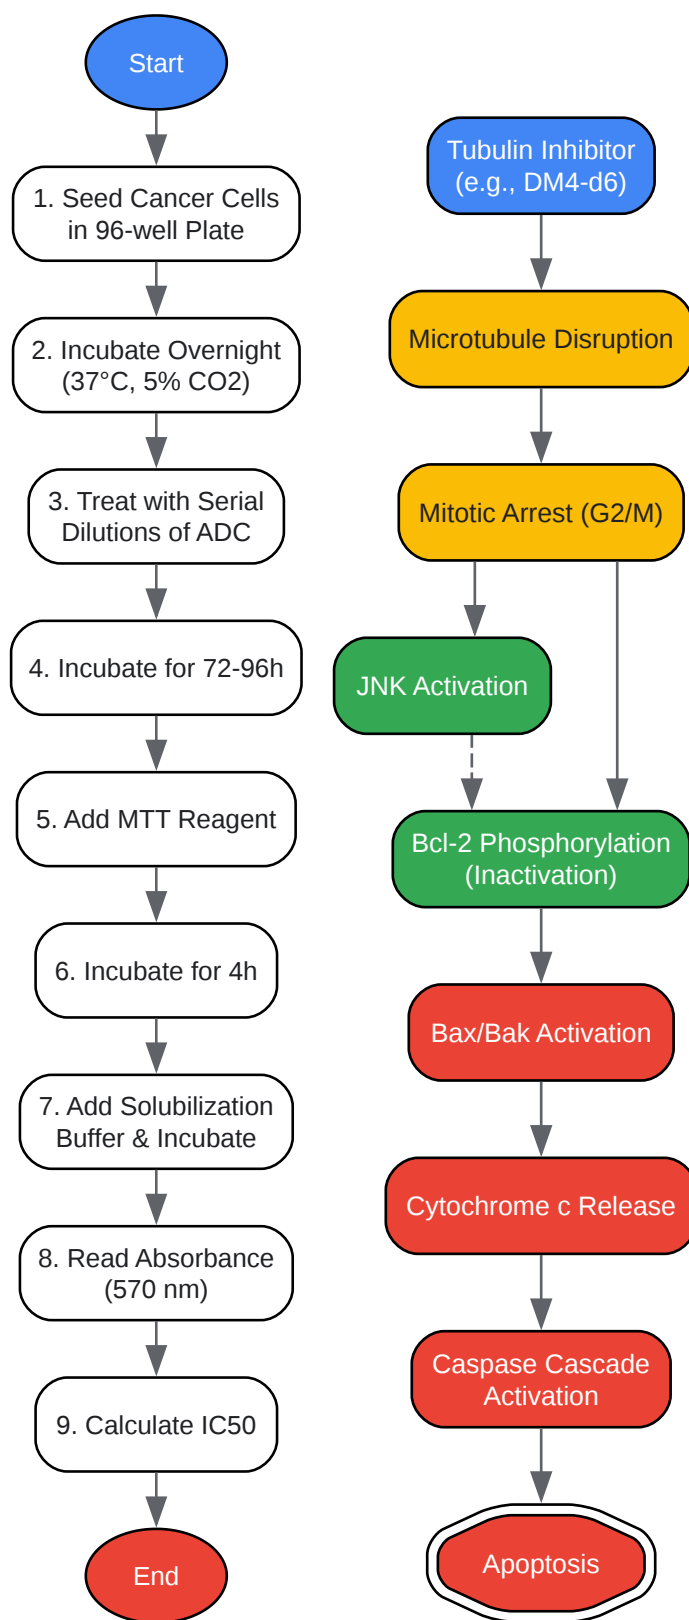 Start
1. Seed Cancer Cells
in 96-well Plate
2. Incubate Overnight
(37°C, 5% CO2)
3. Treat with Serial
Dilutions of ADC
4. Incubate for 72-96h
5. Add MTT Reagent
6. Incubate for 4h
7. Add Solubilization
Buffer & Incubate
8. Read Absorbance
(570 nm)
9. Calculate IC50
End
Tubulin Inhibitor
(e.g., DM4-d6)
Microtubule Disruption
Mitotic Arrest (G2/M)
JNK Activation
Bcl-2 Phosphorylation
(Inactivation)
Bax/Bak Activation
Cytochrome c Release
Caspase Cascade
Activation
Apoptosis